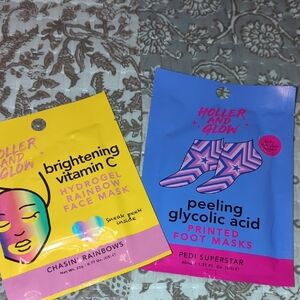 HOLLER
AND
GLOW
brightening
vitamin C
HYDROGEL
RAINBOW
FACE MASK
Sneak peek
inside
CHASING RAINBOWS
HOLLER
AND
GLOW
peeling
glycolic acid
PRINTED
FOOT MASKS
PEDI SUPERSTAR